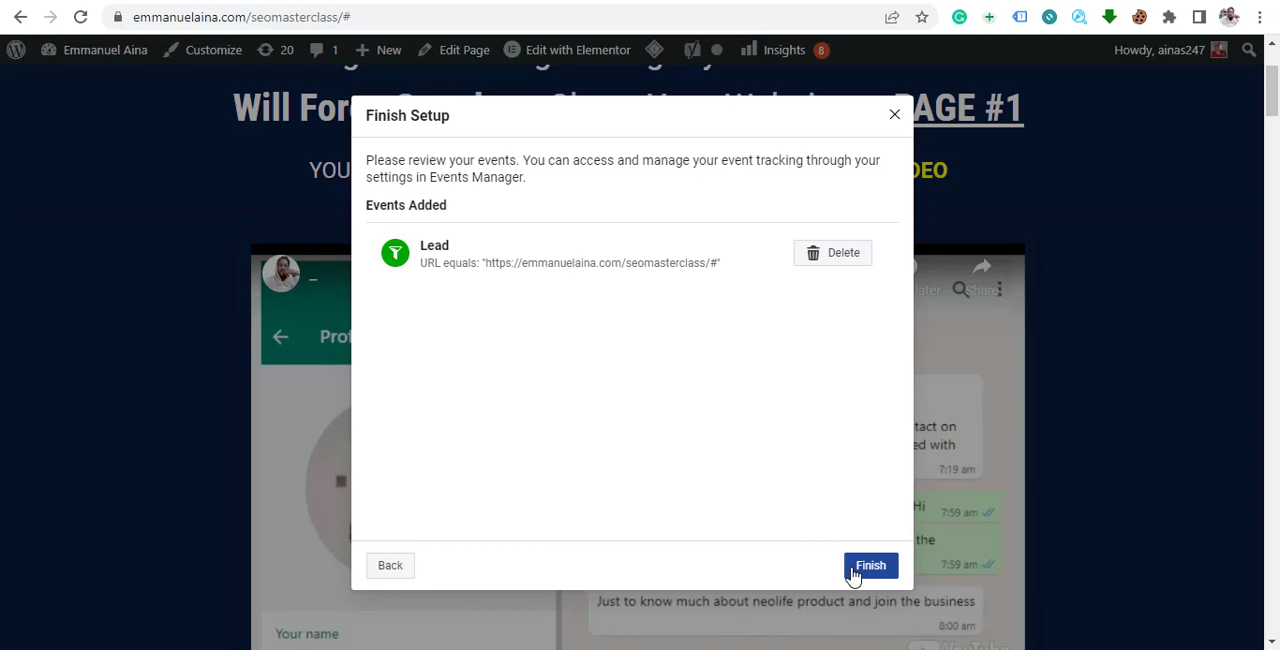 emmanuelaina.com/seomasterclass/#
Emmanuel Aina Customize 20 1 New Edit Page Edit with Elementor Insights 8 Howdy, ainas247
Will For PAGE #1
YOU DEO
Finish Setup
Please review your events. You can access and manage your event tracking through your
settings in Events Manager.
Events Added
Lead
URL equals: "https://emmanuelaina.com/seomasterclass/#"
Delete
later Share
Prof
tact on
ed with
7:19 am
Hi
7:59 am
the
7:59 am
Back
Finish
Just to know much about neolife product and join the business
8:00 am
Your name
YouTube